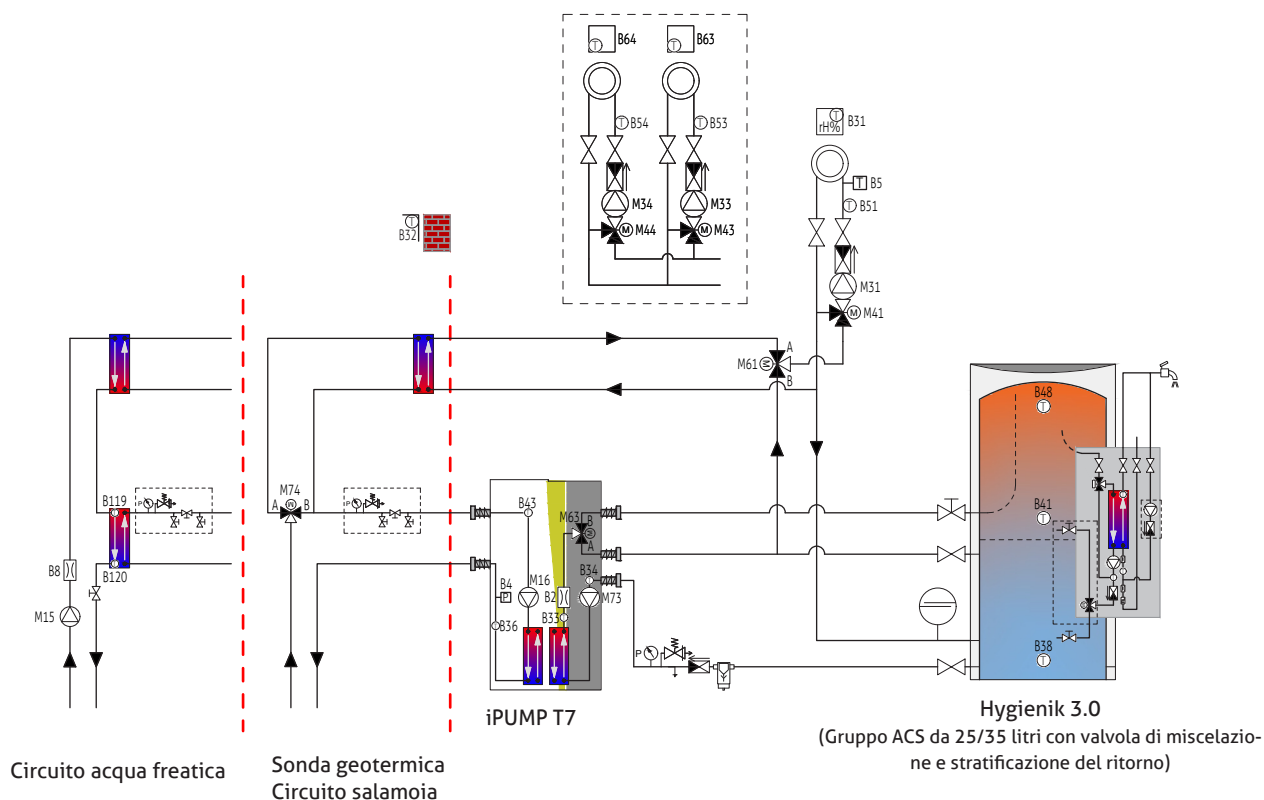 B64
B63
T
T
B54
T
B53
T
T
rH%
B31
T
B5
T
B51
M34
M33
M
M44
M
M43
T
B32
M31
M
M41
A
M61
M
B
B48
T
B119
A
M74
M
B
P
P
B43
M63
B
M
A
B41
T
B8
B120
B4
P
M16
B2
B34
M73
M15
B36
B33
P
B38
T
iPUMP T7
Hygienik 3.0
(Gruppo ACS da 25/35 litri con valvola di miscelazio-
ne e stratificazione del ritorno)
Circuito acqua freatica
Sonda geotermica
Circuito salamoia